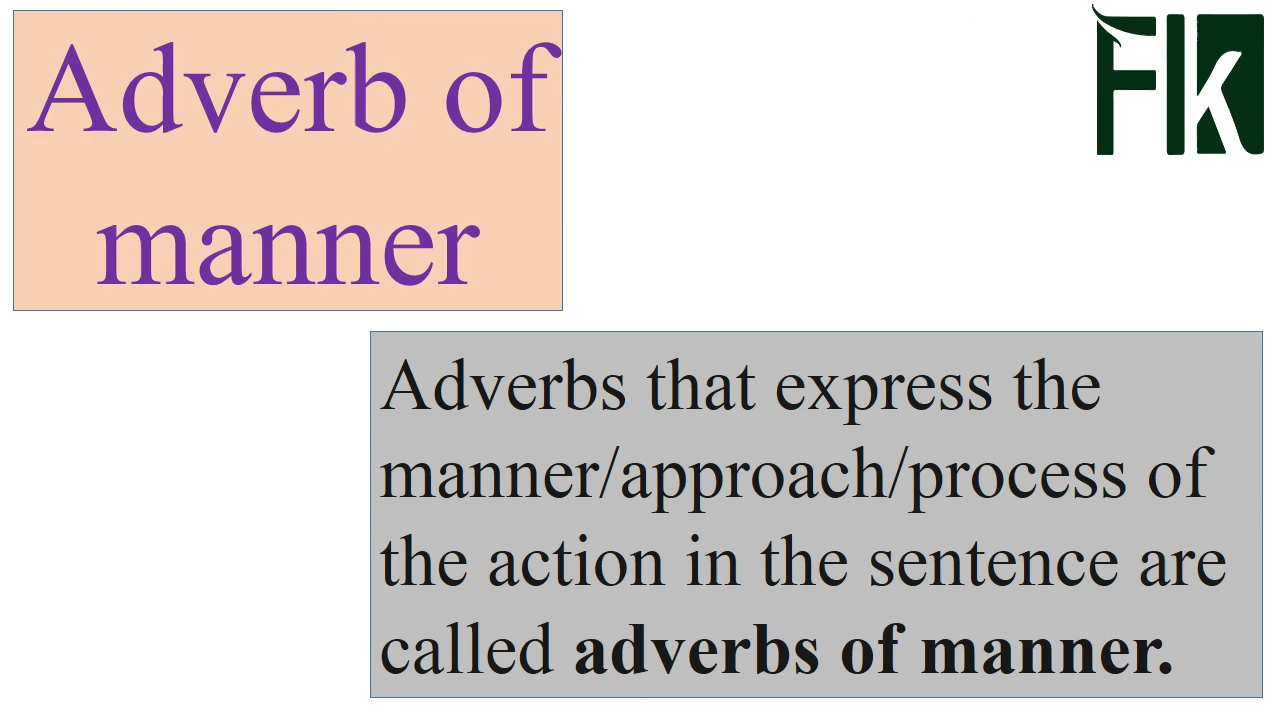 Adverb of
manner
FIk
Adverbs that express the
manner/approach/process of
the action in the sentence are
called adverbs of manner.